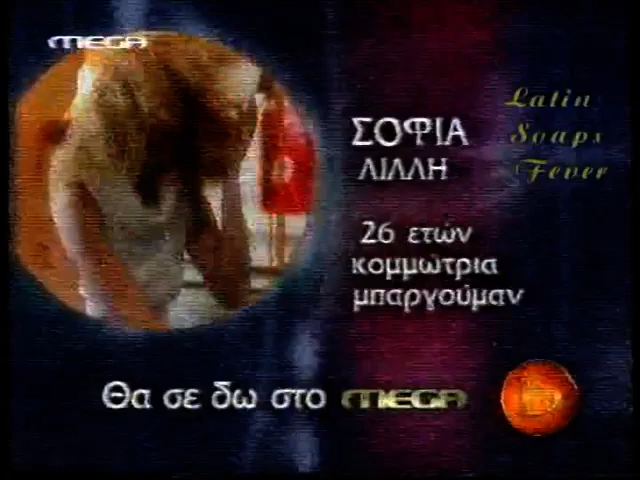 MEGA
Latin
Soaps
Fever
ΣΟΦΙΑ
ΛΙΛΛΗ
26 ετών
κομμώτρια
μπαργούμαν
Θα σε δω στο MEGA